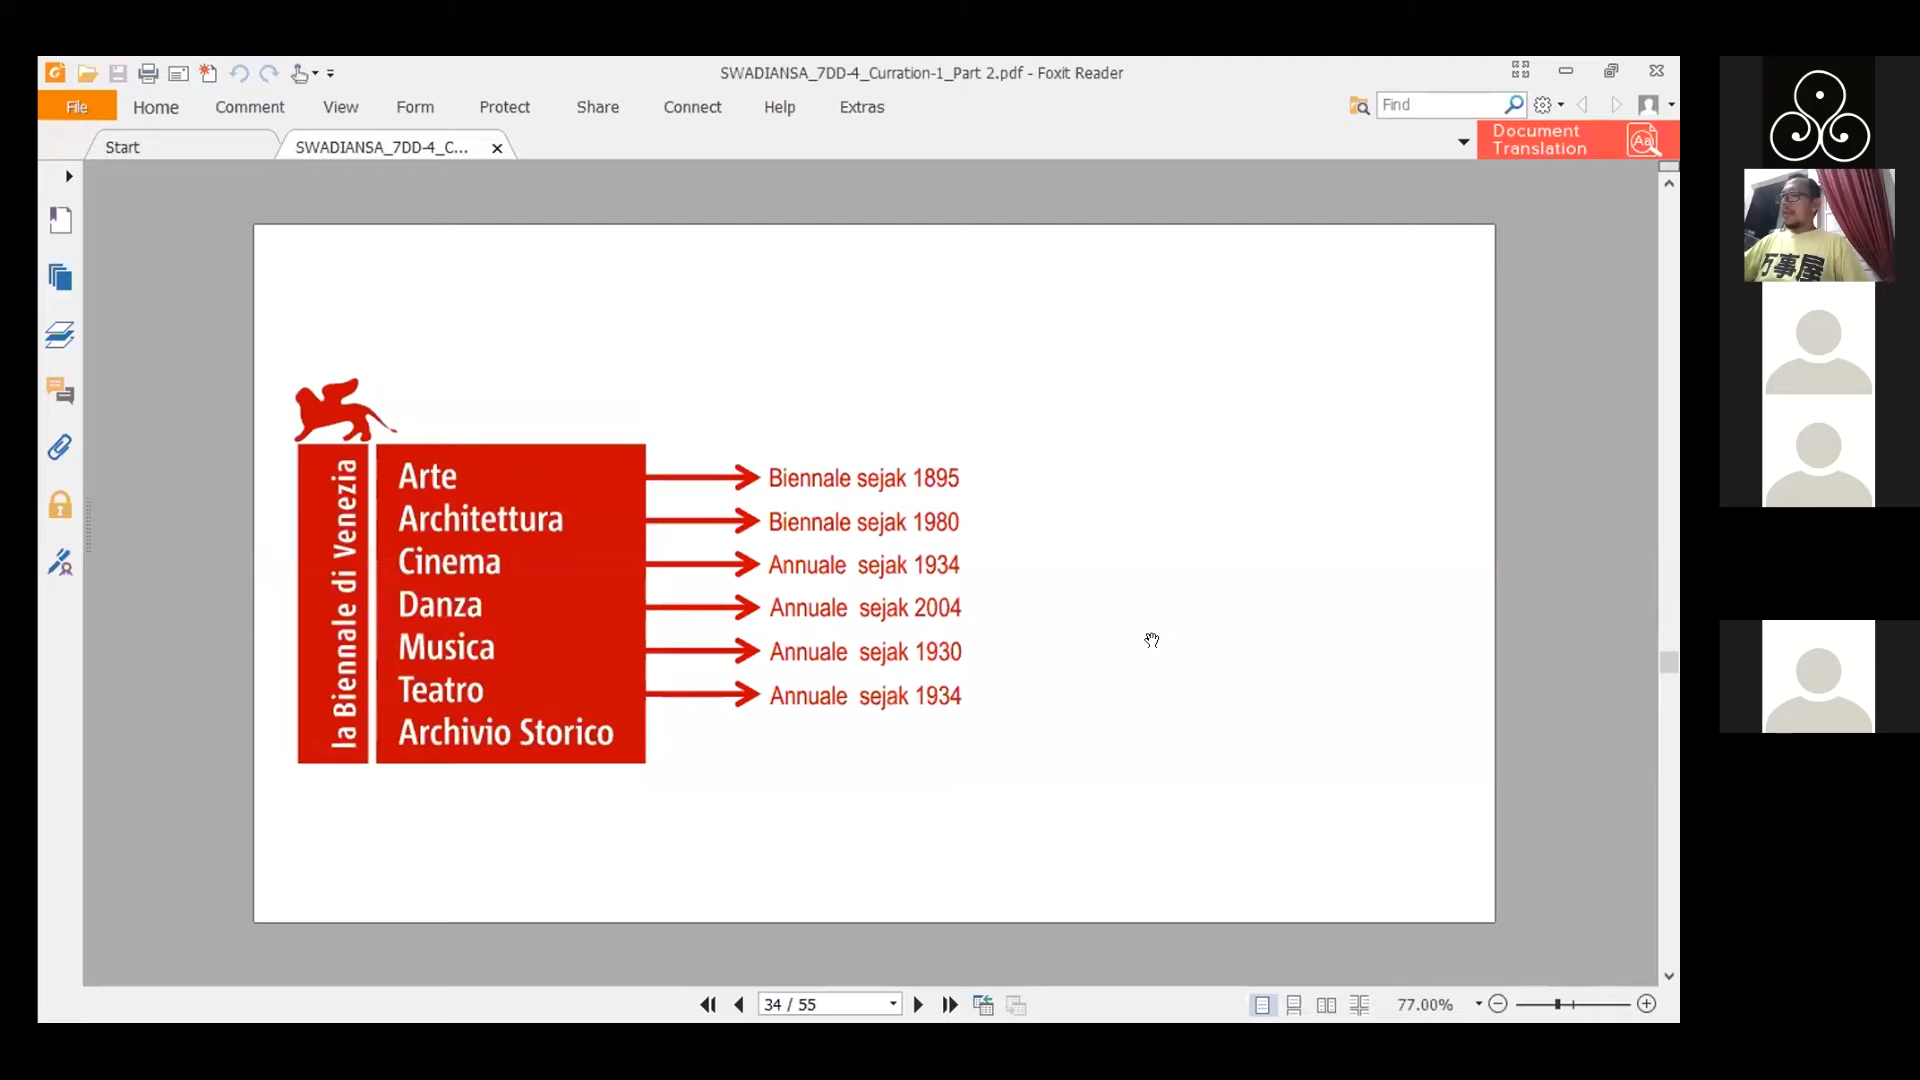 SWADIANSA_7DD-4_Curration-1_Part 2.pdf - Foxit Reader
File Home Comment View Form Protect Share Connect Help Extras
Find
Start
SWADIANSA_7DD-4_C...
Document
Translation
la Biennale di Venezia
Arte
Biennale sejak 1895
Architettura
Biennale sejak 1980
Cinema
Annuale sejak 1934
Danza
Annuale sejak 2004
Musica
Annuale sejak 1930
Teatro
Annuale sejak 1934
Archivio Storico
34 / 55
77.00%
万事屋